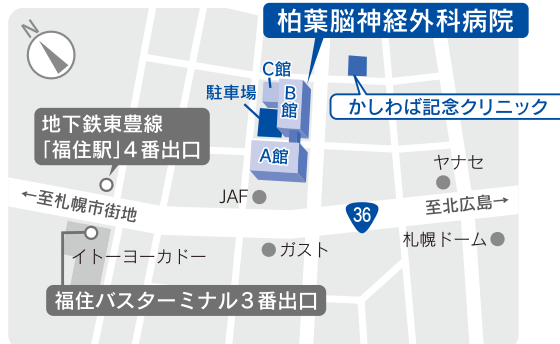 N
柏葉脳神経外科病院
C館
B館
駐車場
かしわば記念クリニック
地下鉄東豊線
「福住駅」４番出口
A館
ヤナセ
←至札幌市街地
JAF
36
至北広島→
イトーヨーカドー
ガスト
札幌ドーム
福住バスターミナル３番出口